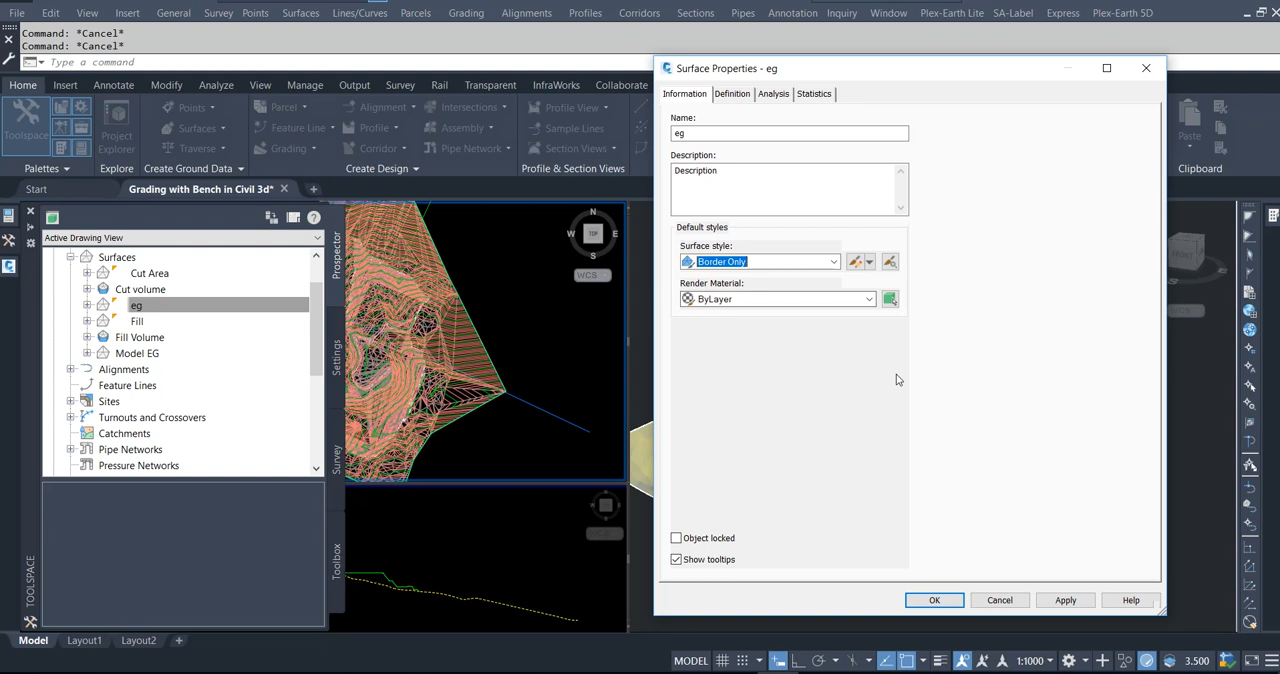 File Edit View Insert General Survey Points Surfaces Lines/Curves Parcels Grading Alignments Profiles Corridors Sections Pipes Annotation Inquiry Window Plex-Earth Lite SA-Label Express Plex-Earth 5D
Command: *Cancel*
Command: *Cancel*
Type a command
Home Insert Annotate Modify Analyze View Manage Output Survey Rail Transparent InfraWorks Collaborate
Toolspace
Project
Explorer
Points
Surfaces
Traverse
Parcel
Feature Line
Grading
Alignment
Profile
Corridor
Intersections
Assembly
Pipe Network
Profile View
Sample Lines
Section Views
Paste
Palettes Explore Create Ground Data Create Design Profile & Section Views Clipboard
Start Grading with Bench in Civil 3d*
Active Drawing View
Surfaces
Cut Area
Cut volume
eg
Fill
Fill Volume
Model EG
Alignments
Feature Lines
Sites
Turnouts and Crossovers
Catchments
Pipe Networks
Pressure Networks
Prospector
Settings
Survey
Toolbox
TOOLSPACE
N
W TOP E
S
WCS
RIGHT
Surface Properties - eg
Information Definition Analysis Statistics
Name:
eg
Description:
Description
Default styles
Surface style:
Border Only
Render Material:
ByLayer
Object locked
Show tooltips
OK Cancel Apply Help
Model Layout1 Layout2
MODEL 1:1000 3.500